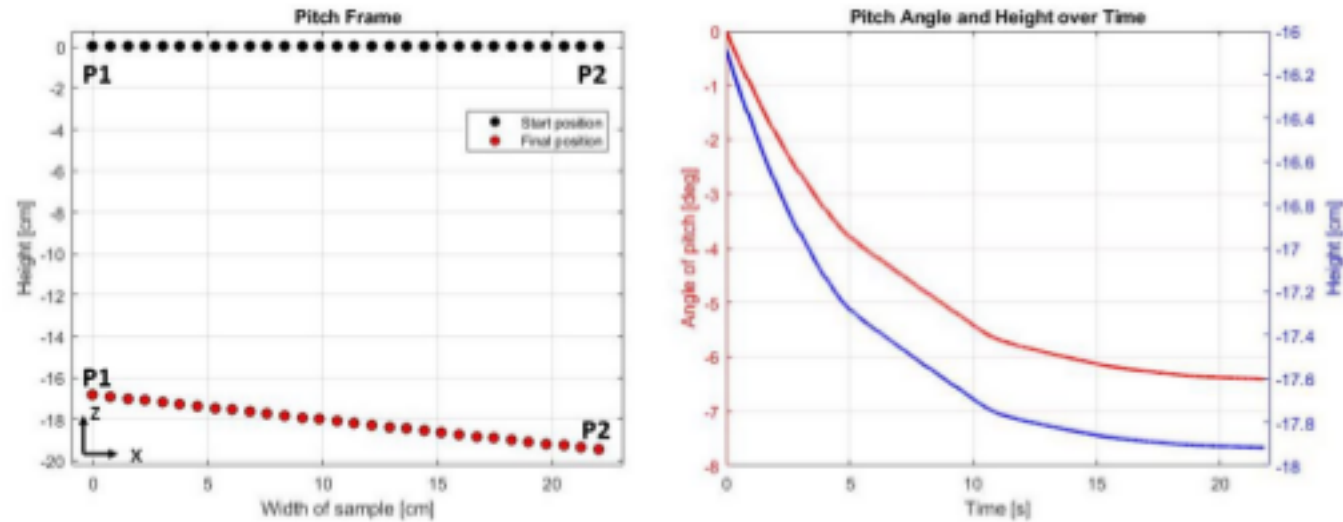 Pitch Frame
0
-2
-4
-6
-8
-10
-12
-14
-16
-18
-20
Height [cm]
P1
P2
Start position
Final position
P1
Z
X
P2
0
5
10
15
20
Width of sample [cm]
Pitch Angle and Height over Time
0
-1
-2
-3
-4
-5
-6
-7
-8
Angle of pitch [deg]
-16
-16.2
-16.4
-16.6
-16.8
-17
-17.2
-17.4
-17.6
-17.8
-18
Height [cm]
0
5
10
15
20
Time [s]